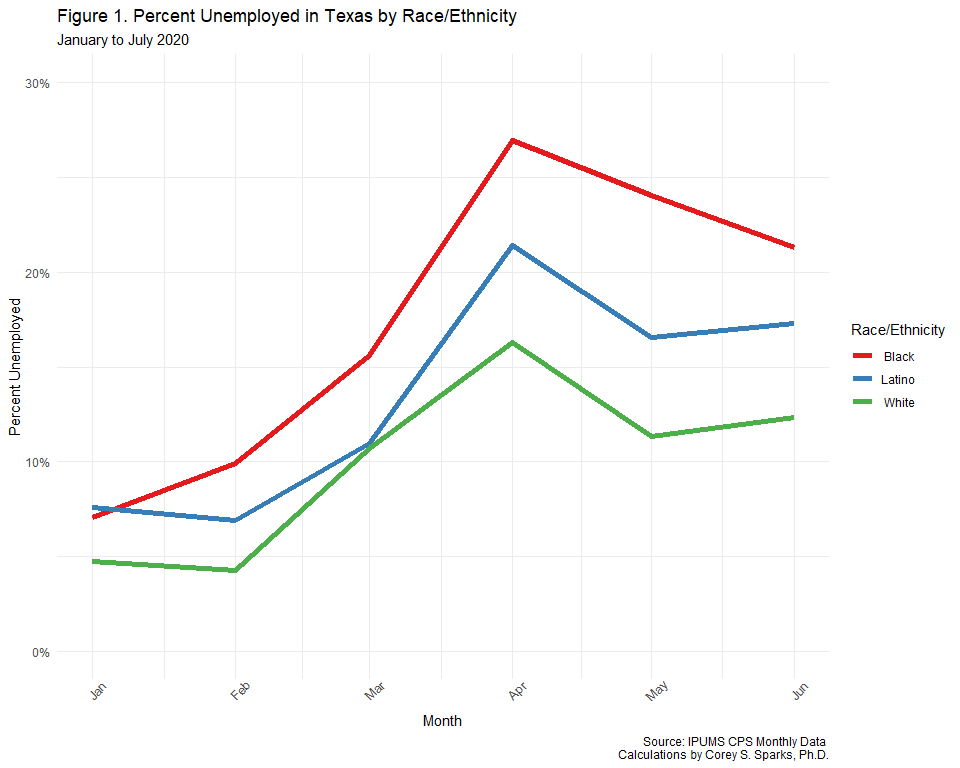 Figure 1. Percent Unemployed in Texas by Race/Ethnicity
January to July 2020
30%
20%
10%
0%
Percent Unemployed
Jan
Feb
Mar
Apr
May
Jun
Month
Race/Ethnicity
Black
Latino
White
Source: IPUMS CPS Monthly Data
Calculations by Corey S. Sparks, Ph.D.